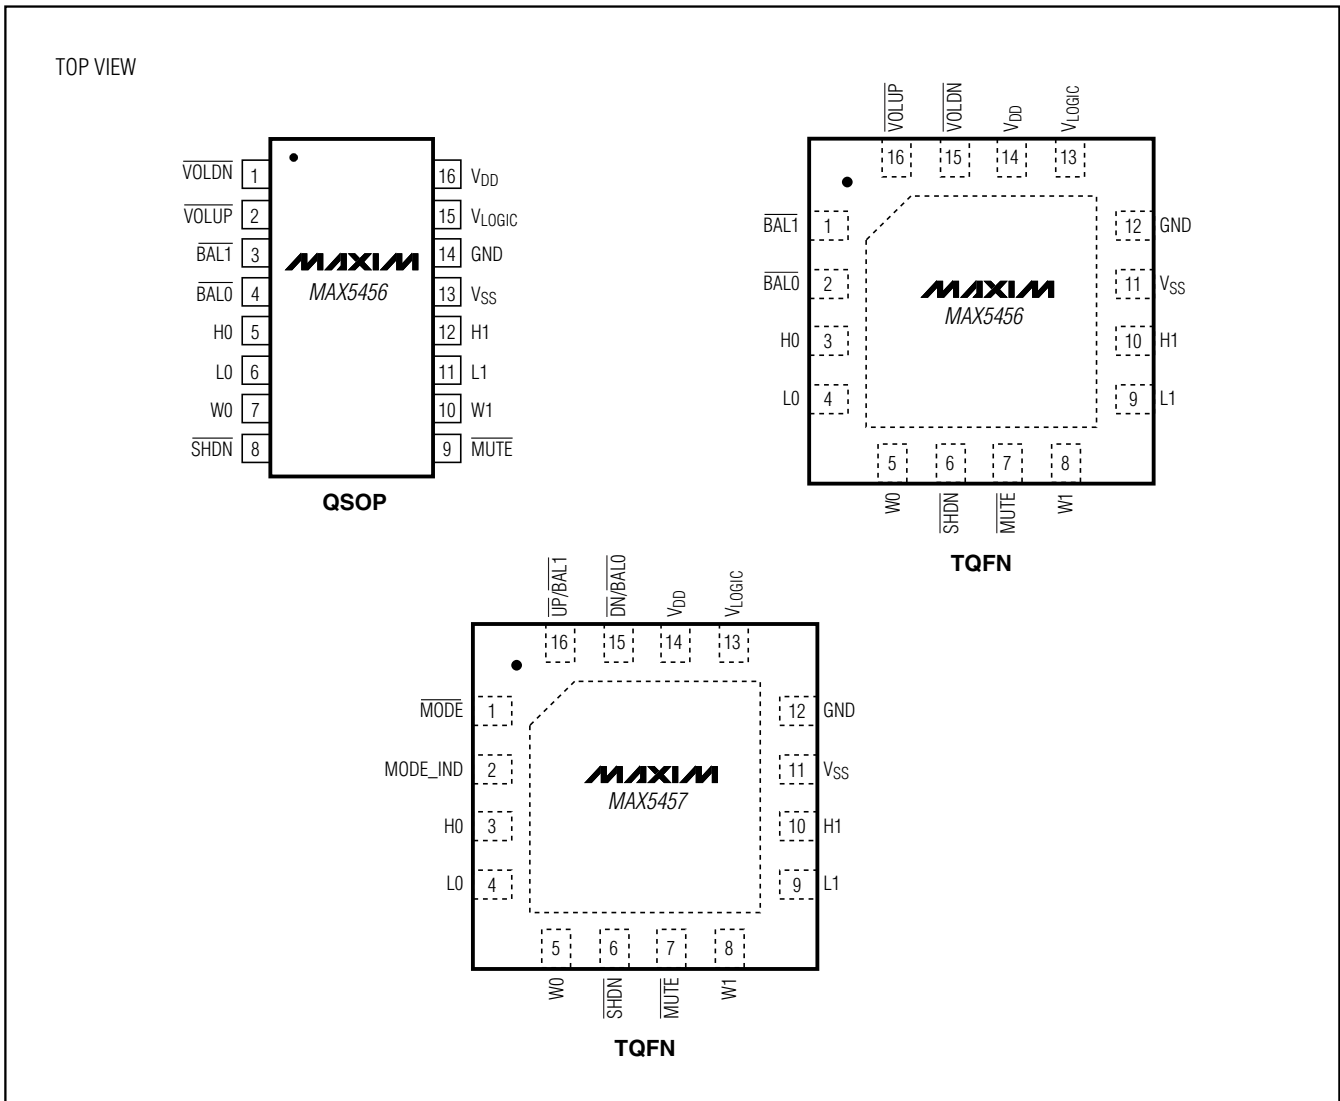 TOP VIEW
VOLDN 1
VOLUP 2
BAL1 3
BAL0 4
H0 5
L0 6
W0 7
SHDN 8
MAXIM
MAX5456
16 VDD
15 VLOGIC
14 GND
13 VSS
12 H1
11 L1
10 W1
9 MUTE
QSOP
VOLUP
VOLDN
VDD
VLOGIC
16 15 14 13
BAL1 1
BAL0 2
H0 3
L0 4
MAXIM
MAX5456
12 GND
11 VSS
10 H1
9 L1
5 6 7 8
W0
SHDN
MUTE
W1
TQFN
UP/BAL1
DN/BAL0
VDD
VLOGIC
16 15 14 13
MODE 1
MODE_IND 2
H0 3
L0 4
MAXIM
MAX5457
12 GND
11 VSS
10 H1
9 L1
5 6 7 8
W0
SHDN
MUTE
W1
TQFN